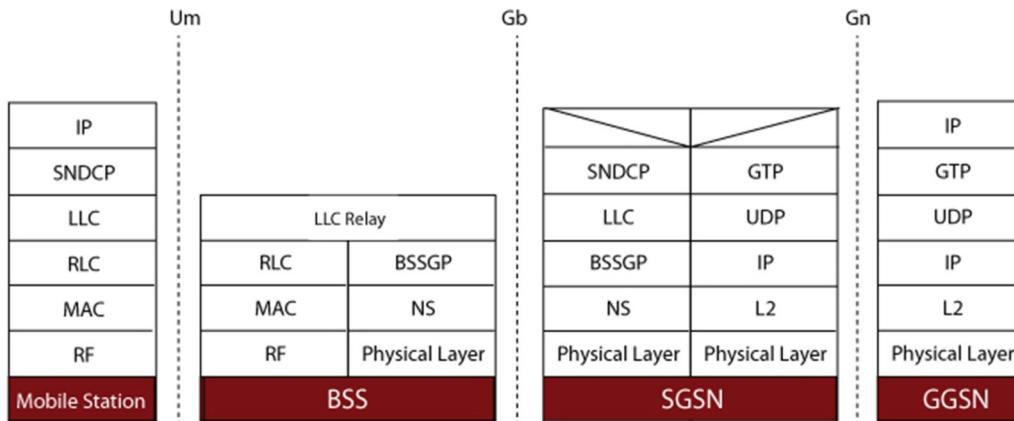 Um
Gb
Gn
IP
SNDCP
LLC
RLC
MAC
RF
Mobile Station
LLC Relay
RLC BSSGP
MAC NS
RF Physical Layer
BSS
SNDCP GTP
LLC UDP
BSSGP IP
NS L2
Physical Layer Physical Layer
SGSN
IP
GTP
UDP
IP
L2
Physical Layer
GGSN